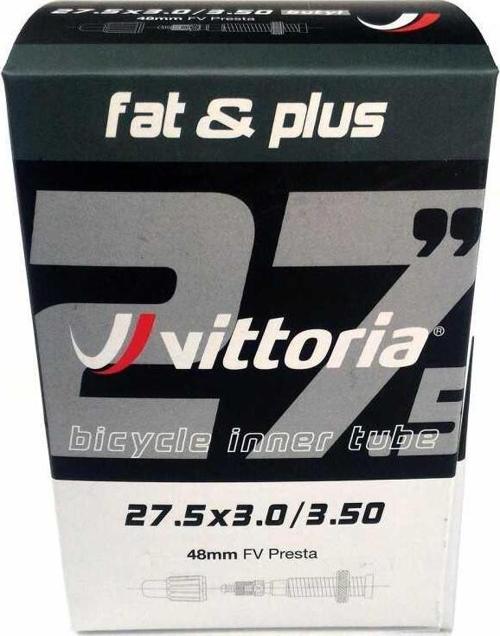 27.5x3.0/3.50 butyl
48mm FV Presta
fat & plus
27,5"
vittoria®
bicycle inner tube
27.5x3.0/3.50
48mm FV Presta